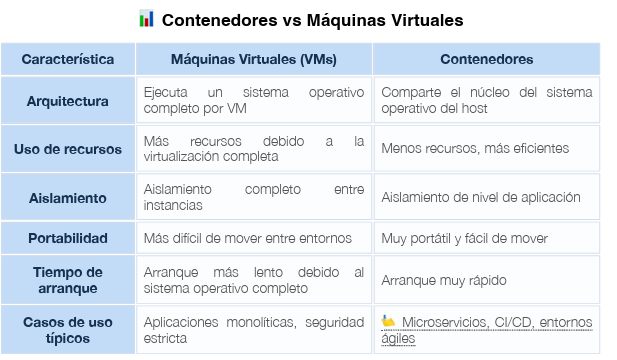 📊 Contenedores vs Máquinas Virtuales
Característica
Máquinas Virtuales (VMs)
Contenedores
Arquitectura
Ejecuta un sistema operativo
completo por VM
Comparte el núcleo del sistema
operativo del host
Uso de recursos
Más recursos debido a la
virtualización completa
Menos recursos, más eficientes
Aislamiento
Aislamiento completo entre
instancias
Aislamiento de nivel de aplicación
Portabilidad
Más difícil de mover entre entornos
Muy portátil y fácil de mover
Tiempo de
arranque
Arranque más lento debido al
sistema operativo completo
Arranque muy rápido
Casos de uso
típicos
Aplicaciones monolíticas, seguridad
estricta
Microservicios, CI/CD, entornos
ágiles